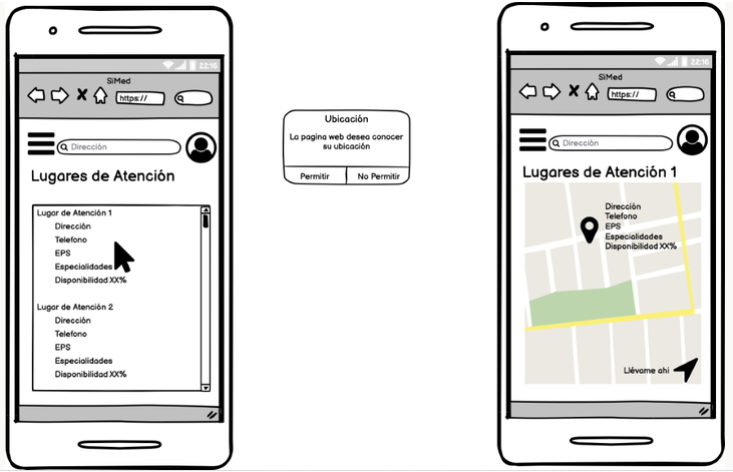 22:16
SiMed
https://
Dirección
Lugares de Atención
Lugar de Atención 1
Dirección
Telefono
EPS
Especialidades
Disponibilidad XX%
Lugar de Atención 2
Dirección
Telefono
EPS
Especialidades
Disponibilidad XX%
Ubicación
La pagina web desea conocer
su ubicación
Permitir
No Permitir
22:16
SiMed
https://
Dirección
Lugares de Atención 1
Dirección
Telefono
EPS
Especialidades
Disponibilidad XX%
Llévame ahi